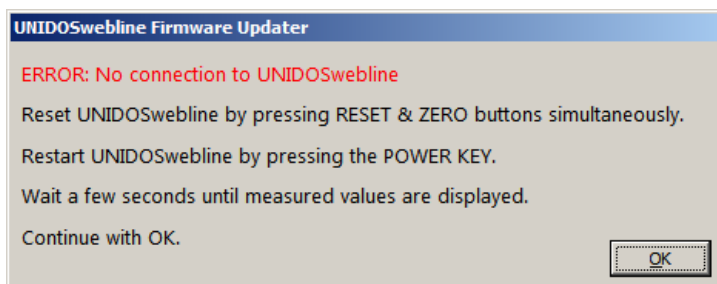 UNIDOSwebline Firmware Updater
ERROR: No connection to UNIDOSwebline
Reset UNIDOSwebline by pressing RESET & ZERO buttons simultaneously.
Restart UNIDOSwebline by pressing the POWER KEY.
Wait a few seconds until measured values are displayed.
Continue with OK.
OK